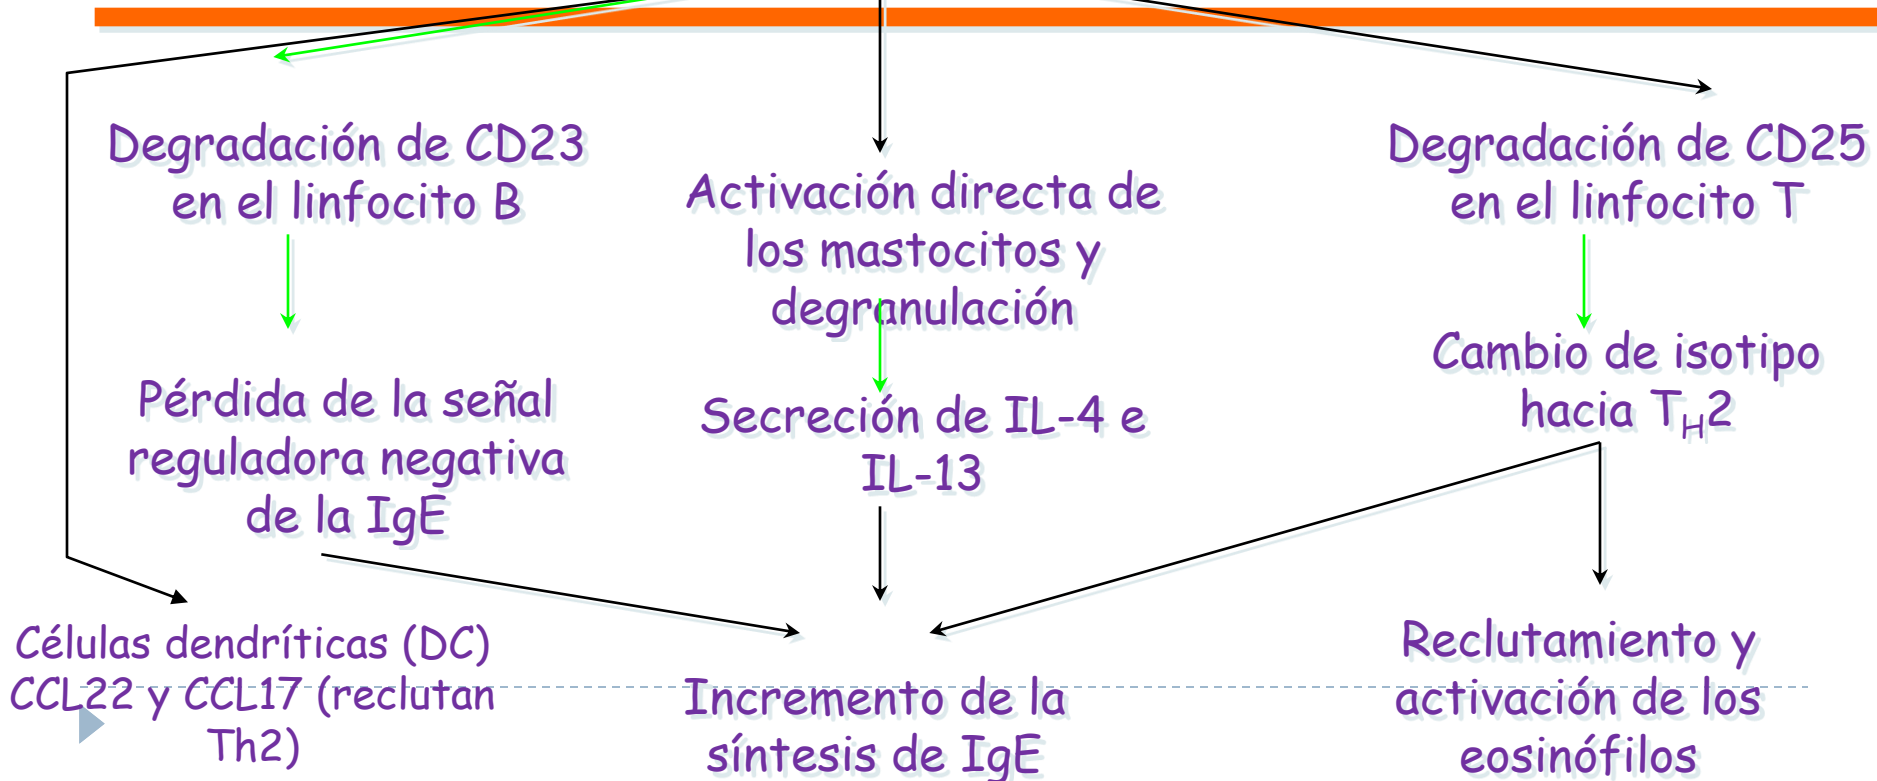 Degradación de CD23
en el linfocito B
Activación directa de
los mastocitos y
degranulación
Degradación de CD25
en el linfocito T
Pérdida de la señal
reguladora negativa
de la IgE
Secreción de IL-4 e
IL-13
Cambio de isotipo
hacia TH2
Células dendríticas (DC)
CCL22 y CCL17 (reclutan
Th2)
Incremento de la
síntesis de IgE
Reclutamiento y
activación de los
eosinófilos